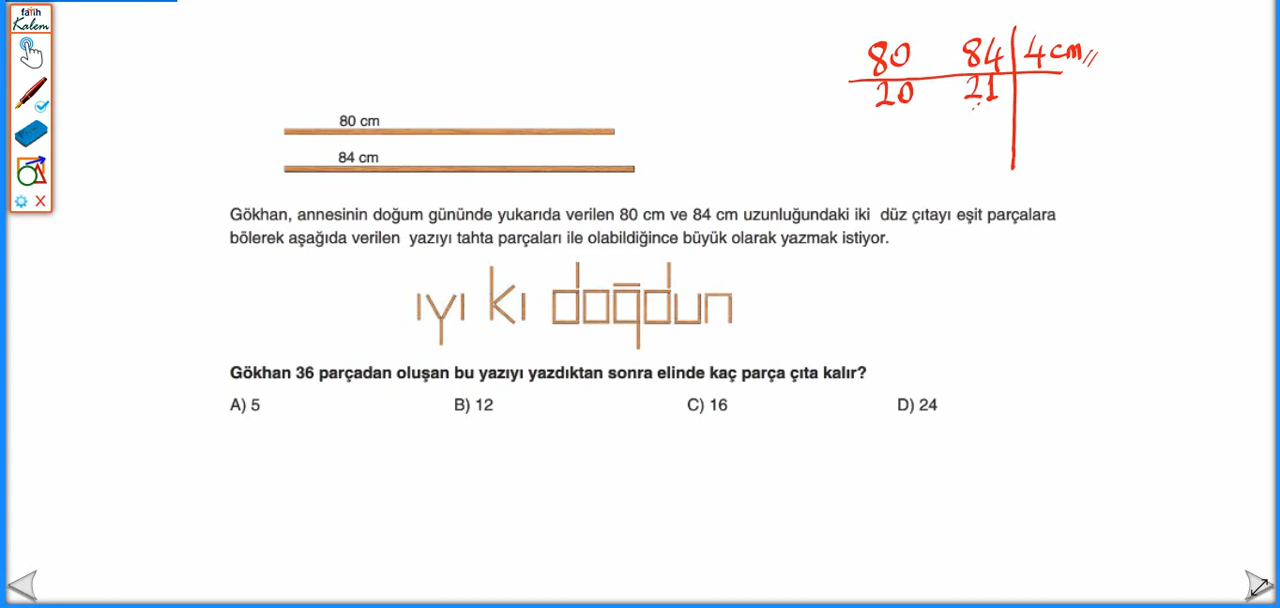 fatih
Kalem
80 84 4 cm
20 21
80 cm
84 cm
Gökhan, annesinin doğum gününde yukarıda verilen 80 cm ve 84 cm uzunluğundaki iki düz çıtayı eşit parçalara
bölerek aşağıda verilen yazıyı tahta parçaları ile olabildiğince büyük olarak yazmak istiyor.
ıyı kı doğdun
Gökhan 36 parçadan oluşan bu yazıyı yazdıktan sonra elinde kaç parça çıta kalır?
A) 5 B) 12 C) 16 D) 24